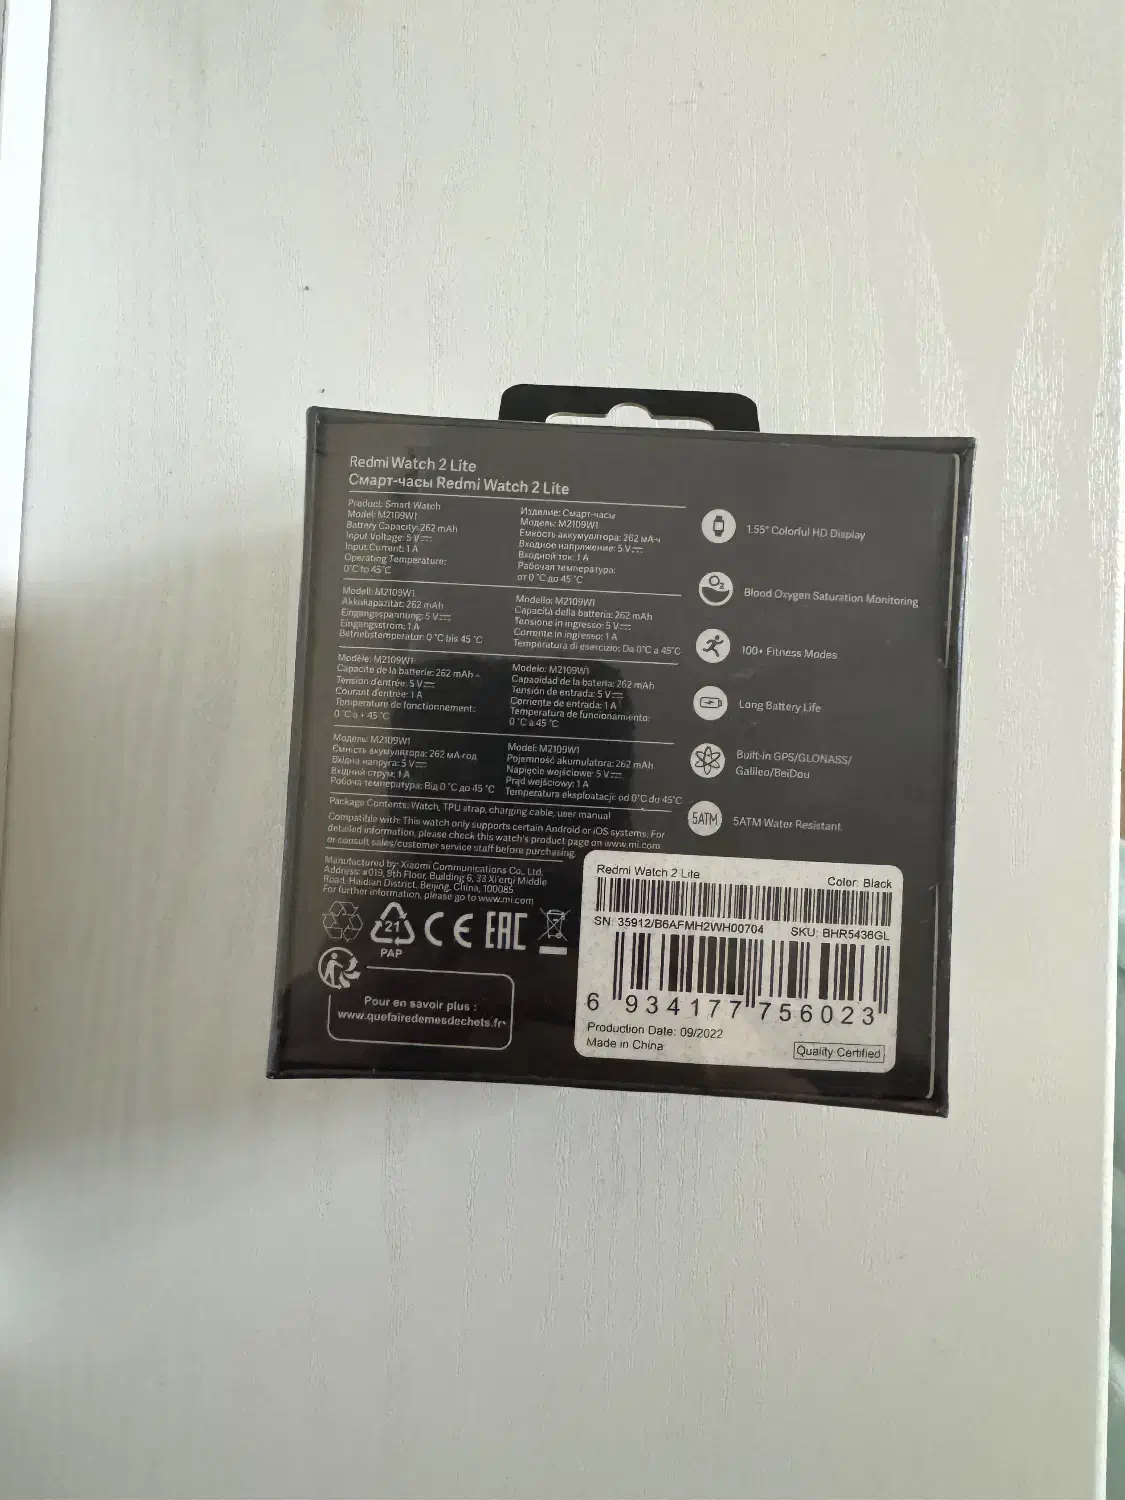 Redmi Watch 2 Lite
Смарт-часы Redmi Watch 2 Lite
Product: Smart Watch
Model: M2109W1
Battery Capacity: 262 mAh
Input Voltage: 5 V⎓
Input Current: 1 A
Operating Temperature:
0°C to 45°C
Изделие: Смарт-часы
Модель: M2109W1
Емкость аккумулятора: 262 мА·ч
Входное напряжение: 5 V⎓
Входной ток: 1 A
Рабочая температура:
от 0 °C до 45 °C
Modell: M2109W1
Akkukapazität: 262 mAh
Eingangsspannung: 5 V⎓
Eingangsstrom: 1 A
Betriebstemperatur: 0 °C bis 45 °C
Modello: M2109W1
Capacità della batteria: 262 mAh
Tensione in ingresso: 5 V⎓
Corrente in ingresso: 1 A
Temperatura di esercizio: Da 0°C a 45°C
Modèle: M2109W1
Capacité de la batterie: 262 mAh
Tension d'entrée: 5 V⎓
Courant d'entrée: 1 A
Température de fonctionnement:
0 °C à + 45 °C
Modelo: M2109W1
Capacidad de la batería: 262 mAh
Tensión de entrada: 5 V⎓
Corriente de entrada: 1 A
Temperatura de funcionamiento:
0 °C a 45 °C
Модель: M2109W1
Ємність акумулятора: 262 мА·год
Вхідна напруга: 5 V⎓
Вхідний струм: 1 A
Робоча температура: Від 0 °C до 45 °C
Model: M2109W1
Pojemność akumulatora: 262 mAh
Napięcie wejściowe: 5 V⎓
Prąd wejściowy: 1 A
Temperatura eksploatacji: od 0°C do 45°C
Package Contents: Watch, TPU strap, charging cable, user manual
Compatible with: This watch only supports certain Android or iOS systems. For
detailed information, please check this watch's product page on www.mi.com
or consult sales/customer service staff before purchasing.
Manufactured by: Xiaomi Communications Co., Ltd.
Address: #019, 9th Floor, Building 6, 33 Xi'erqi Middle
Road, Haidian District, Beijing, China, 100085
For further information, please go to www.mi.com
21
PAP
CE EAC
Pour en savoir plus :
www.quefairedemesdechets.fr
1.55" Colorful HD Display
O2
Blood Oxygen Saturation Monitoring
100+ Fitness Modes
Long Battery Life
Built-in GPS/GLONASS/
Galileo/BeiDou
5ATM
5ATM Water Resistant
Redmi Watch 2 Lite
Color: Black
SN: 35912/B6AFMH2WH00704
SKU: BHR5436GL
6 934177 756023
Production Date: 09/2022
Made in China
Quality Certified